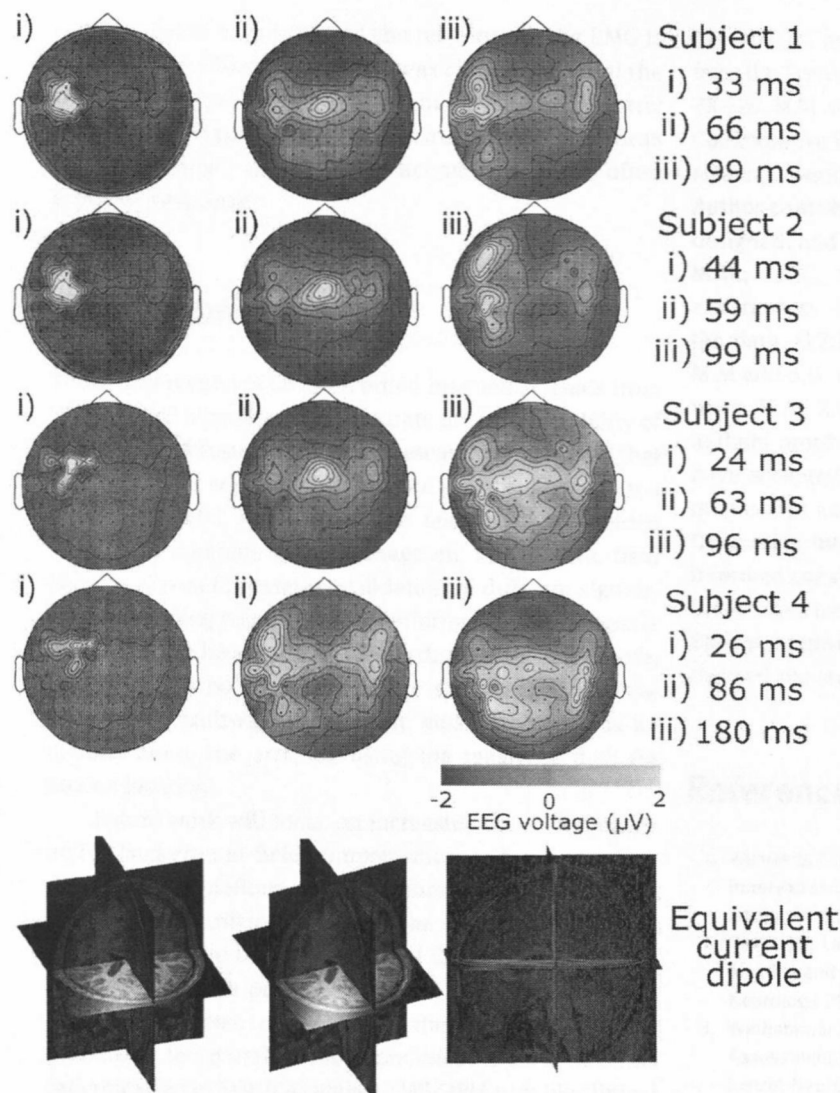 i) ii) iii) Subject 1
i) 33 ms
ii) 66 ms
iii) 99 ms
i) ii) iii) Subject 2
i) 44 ms
ii) 59 ms
iii) 99 ms
i) ii) iii) Subject 3
i) 24 ms
ii) 63 ms
iii) 96 ms
i) ii) iii) Subject 4
i) 26 ms
ii) 86 ms
iii) 180 ms
-2 0 2
EEG voltage (μV)
Equivalent
current
dipole